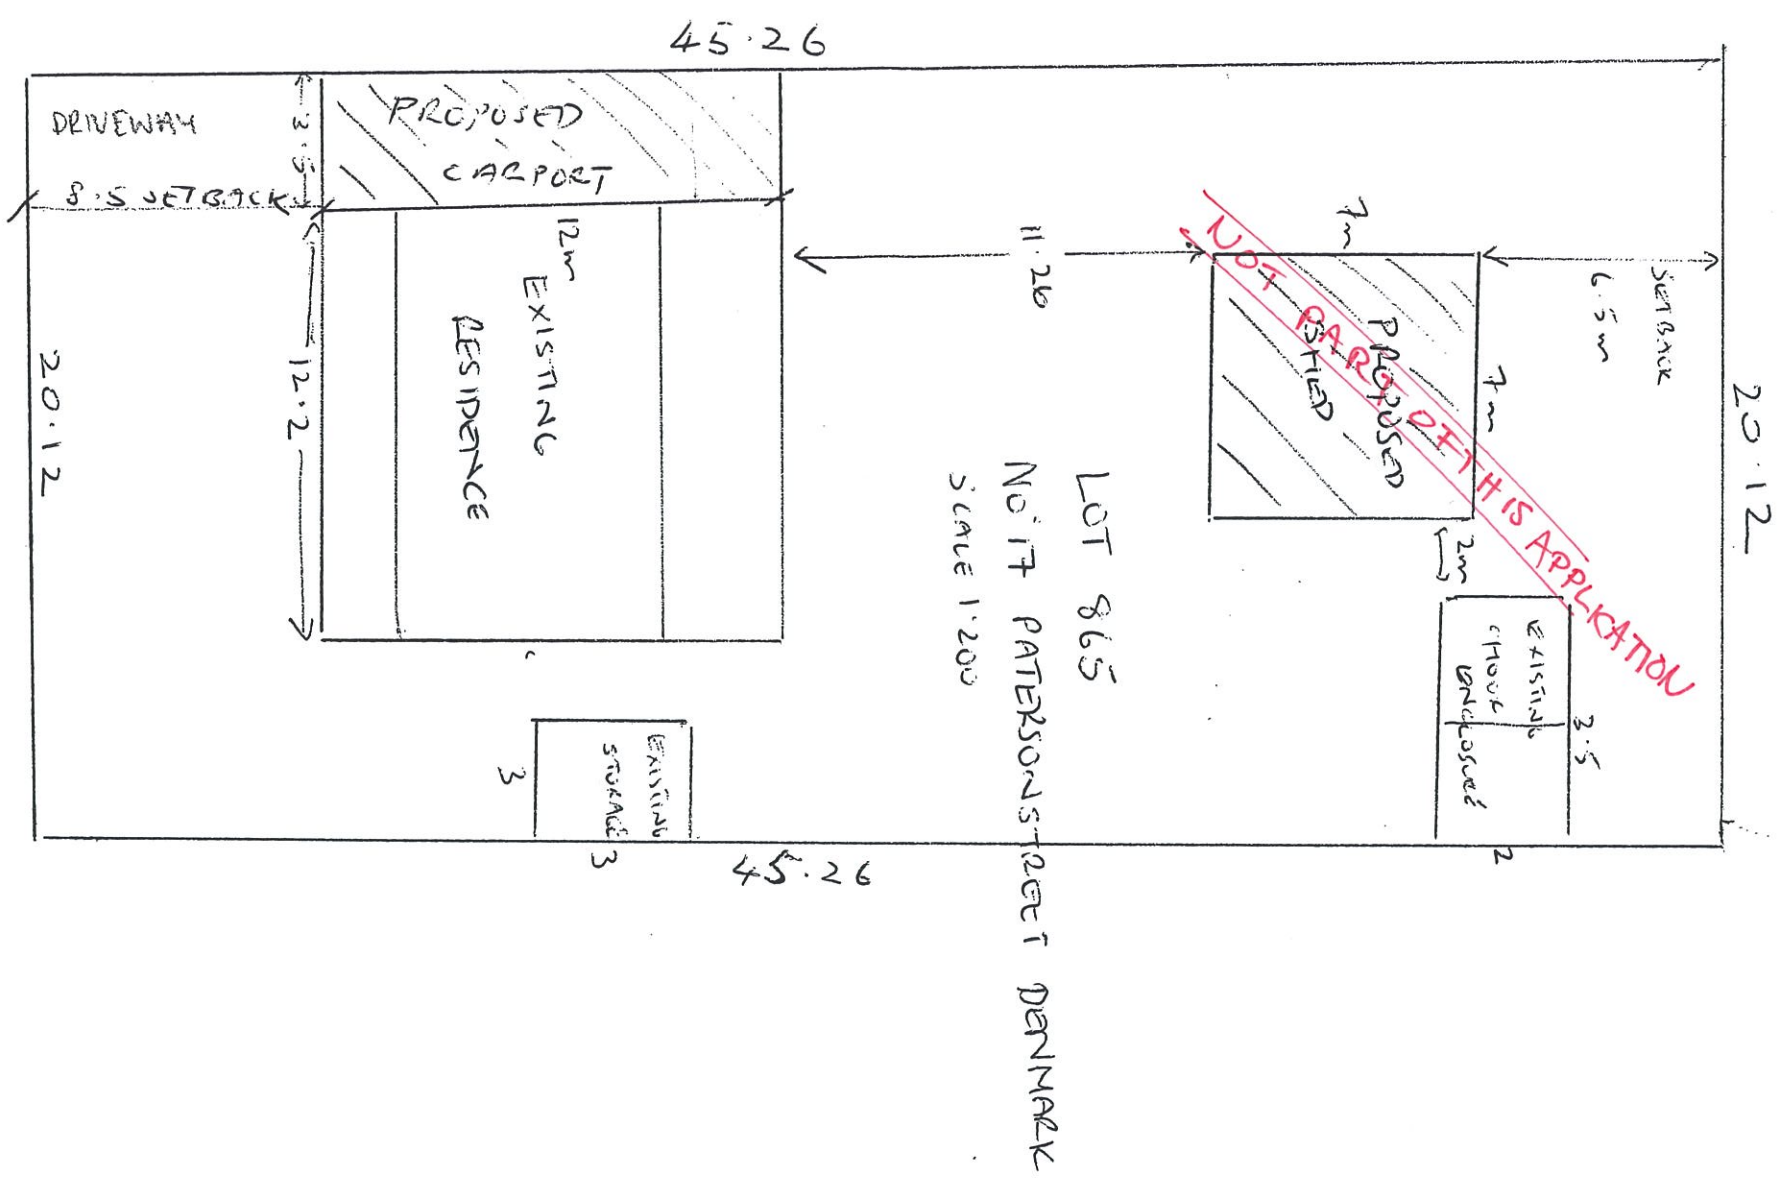 45.26
DRIVEWAY
3.5
PROPOSED
CARPORT
8.5 SETBACK
12m
EXISTING
RESIDENCE
12.2
20.12
11.26
7m
NOT PART OF THIS APPLICATION
PROPOSED
SHED
7m
SETBACK
6.5m
20.12
2m
LOT 865
No 17 PATERSON STREET DENMARK
SCALE 1:200
EXISTING
CHOOK
ENCLOSURE
3.5
2
EXISTING
STORAGE
3
3
45.26